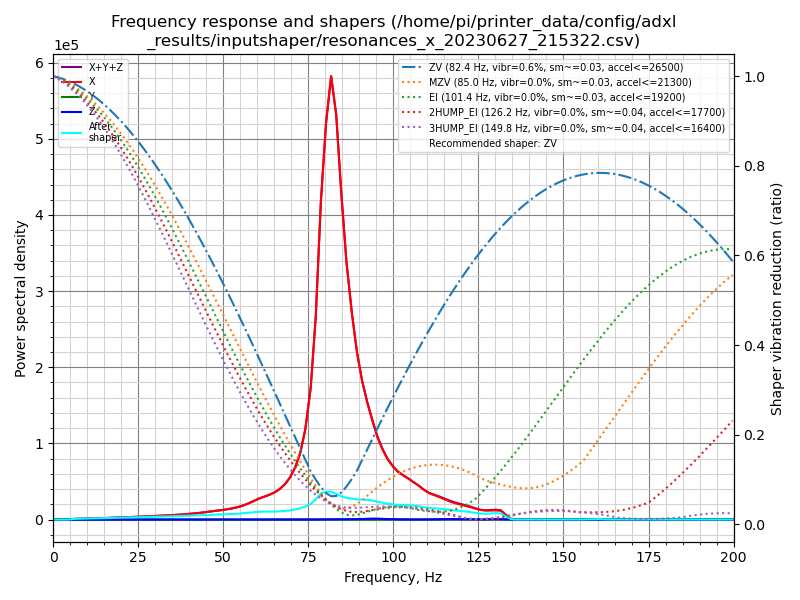 Frequency response and shapers (/home/pi/printer_data/config/adxl
_results/inputshaper/resonances_x_20230627_215322.csv)
1e5
X+Y+Z
X
Y
Z
After
shaper
ZV (82.4 Hz, vibr=0.6%, sm~=0.03, accel<=26500)
MZV (85.0 Hz, vibr=0.0%, sm~=0.03, accel<=21300)
EI (101.4 Hz, vibr=0.0%, sm~=0.03, accel<=19200)
2HUMP_EI (126.2 Hz, vibr=0.0%, sm~=0.04, accel<=17700)
3HUMP_EI (149.8 Hz, vibr=0.0%, sm~=0.04, accel<=16400)
Recommended shaper: ZV
6
5
4
3
2
1
0
Power spectral density
1.0
0.8
0.6
0.4
0.2
0.0
Shaper vibration reduction (ratio)
0 25 50 75 100 125 150 175 200
Frequency, Hz